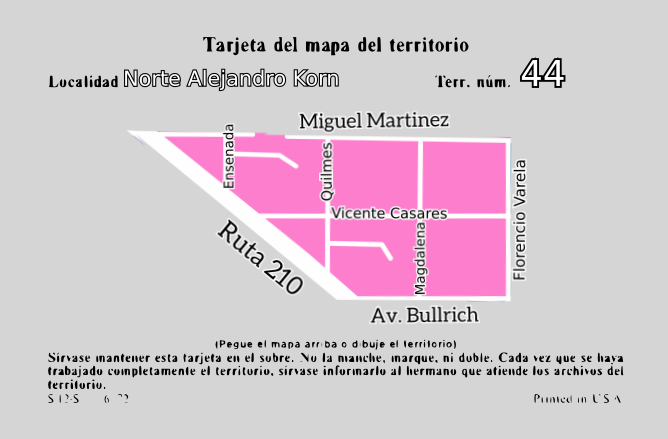 Tarjeta del mapa del territorio
Localidad Norte Alejandro Korn Terr. núm. 44
Miguel Martinez
Ensenada
Quilmes
Vicente Casares
Florencio Varela
Magdalena
Ruta 210
Av. Bullrich
(Pegue el mapa arriba o dibuje el territorio)
Sírvase mantener esta tarjeta en el sobre. No la manche, marque, ni doble. Cada vez que se haya
trabajado completamente el territorio, sírvase informarlo al hermano que atiende los archivos del
territorio.
S-12-S 6-72 Printed in U.S.A.